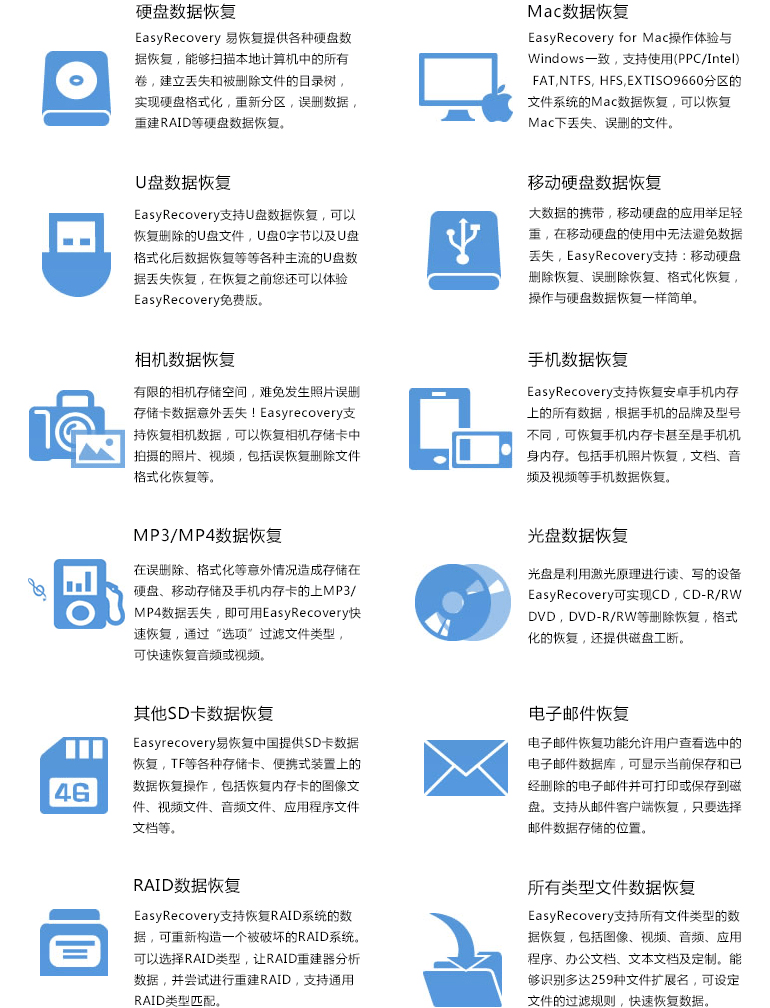 硬盘数据恢复
EasyRecovery 易恢复提供各种硬盘数
据恢复，能够扫描本地计算机中的所有
卷，建立丢失和被删除文件的目录树，
实现硬盘格式化，重新分区，误删数据，
重建RAID等硬盘数据恢复。
Mac数据恢复
EasyRecovery for Mac操作体验与
Windows一致，支持使用(PPC/Intel)
FAT,NTFS, HFS,EXTISO9660分区的
文件系统的Mac数据恢复，可以恢复
Mac下丢失、误删的文件。
U盘数据恢复
EasyRecovery支持U盘数据恢复，可以
恢复删除的U盘文件，U盘0字节以及U盘
格式化后数据恢复等等各种主流的U盘数
据丢失恢复，在恢复之前您还可以体验
EasyRecovery免费版。
移动硬盘数据恢复
大数据的携带，移动硬盘的应用举足轻
重，在移动硬盘的使用中无法避免数据
丢失，EasyRecovery支持：移动硬盘
删除恢复、误删除恢复、格式化恢复，
操作与硬盘数据恢复一样简单。
相机数据恢复
有限的相机存储空间，难免发生照片误删
存储卡数据意外丢失！Easyrecovery支
持恢复相机数据，可以恢复相机存储卡中
拍摄的照片、视频，包括误恢复删除文件
格式化恢复等。
手机数据恢复
EasyRecovery支持恢复安卓手机内存
上的所有数据，根据手机的品牌及型号
不同，可恢复手机内存卡甚至是手机机
身内存。包括手机照片恢复，文档、音
频及视频等手机数据恢复。
MP3/MP4数据恢复
在误删除、格式化等意外情况造成存储在
硬盘、移动存储及手机内存卡的上MP3/
MP4数据丢失，即可用EasyRecovery快
速恢复，通过“选项”过滤文件类型，
可快速恢复音频或视频。
光盘数据恢复
光盘是利用激光原理进行读、写的设备
EasyRecovery可实现CD，CD-R/RW
DVD，DVD-R/RW等删除恢复，格式
化的恢复，还提供磁盘工断。
其他SD卡数据恢复
Easyrecovery易恢复中国提供SD卡数据
恢复，TF等各种存储卡、便携式装置上的
数据恢复操作，包括恢复内存卡的图像文
件、视频文件、音频文件、应用程序文件
文档等。
4G
电子邮件恢复
电子邮件恢复功能允许用户查看选中的
电子邮件数据库，可显示当前保存和已
经删除的电子邮件并可打印或保存到磁
盘。支持从邮件客户端恢复，只要选择
邮件数据存储的位置。
RAID数据恢复
EasyRecovery支持恢复RAID系统的数
据，可重新构造一个被破坏的RAID系统。
可以选择RAID类型，让RAID重建器分析
数据，并尝试进行重建RAID，支持通用
RAID类型匹配。
所有类型文件数据恢复
EasyRecovery支持所有文件类型的数
据恢复，包括图像、视频、音频、应用
程序、办公文档、文本文档及定制。能
够识别多达259种文件扩展名，可设定
文件的过滤规则，快速恢复数据。